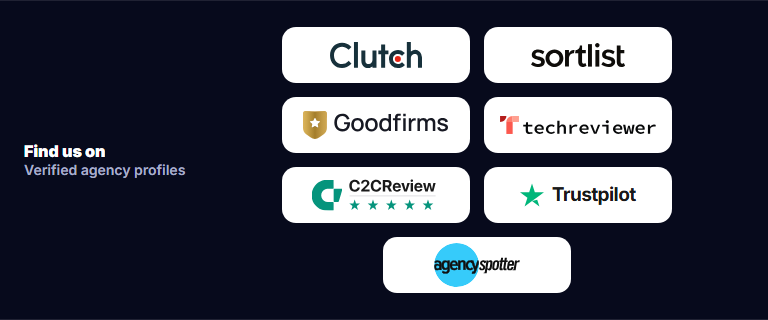 Find us on
Verified agency profiles
Clutch
sortlist
Goodfirms
techreviewer
C2CReview
Trustpilot
agencyspotter